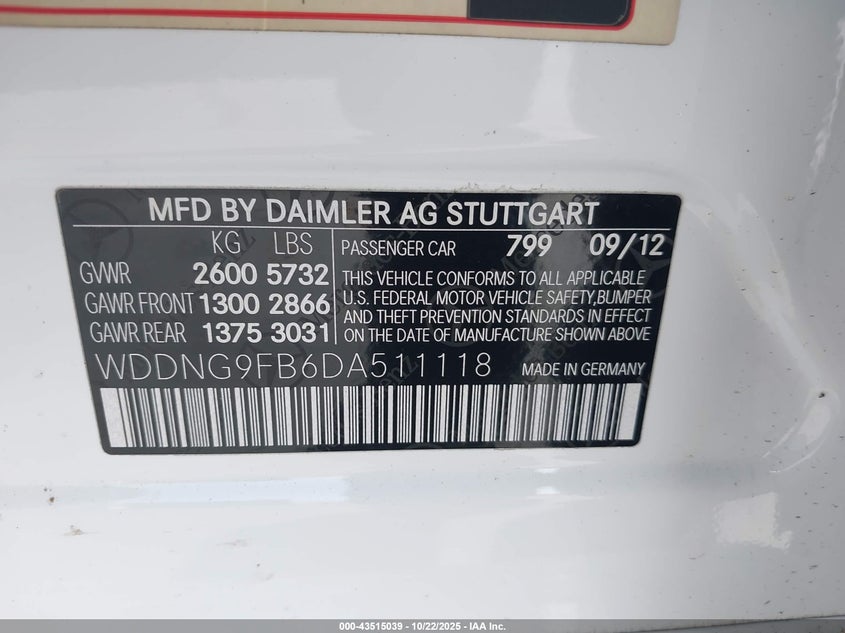 MFD BY DAIMLER AG STUTTGART
KG LBS
GVWR 2600 5732
GAWR FRONT 1300 2866
GAWR REAR 1375 3031
PASSENGER CAR 799 09/12
THIS VEHICLE CONFORMS TO ALL APPLICABLE
U.S. FEDERAL MOTOR VEHICLE SAFETY,BUMPER
AND THEFT PREVENTION STANDARDS IN EFFECT
ON THE DATE OF MANUFACTURE SHOWN ABOVE
WDDNG9FB6DA511118 MADE IN GERMANY
000-43515039 - 10/22/2025 - IAA Inc.